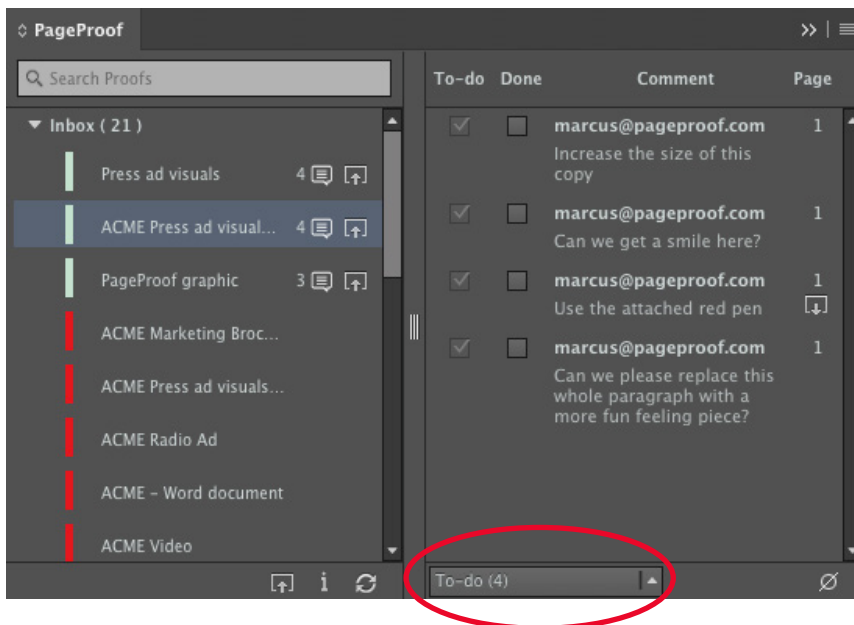 PageProof
Search Proofs
Inbox ( 21 )
Press ad visuals 4
ACME Press ad visual... 4
PageProof graphic 3
ACME Marketing Broc...
ACME Press ad visuals...
ACME Radio Ad
ACME – Word document
ACME Video
To-do Done Comment Page
marcus@pageproof.com 1
Increase the size of this
copy
marcus@pageproof.com 1
Can we get a smile here?
marcus@pageproof.com 1
Use the attached red pen
marcus@pageproof.com 1
Can we please replace this
whole paragraph with a
more fun feeling piece?
To-do (4)